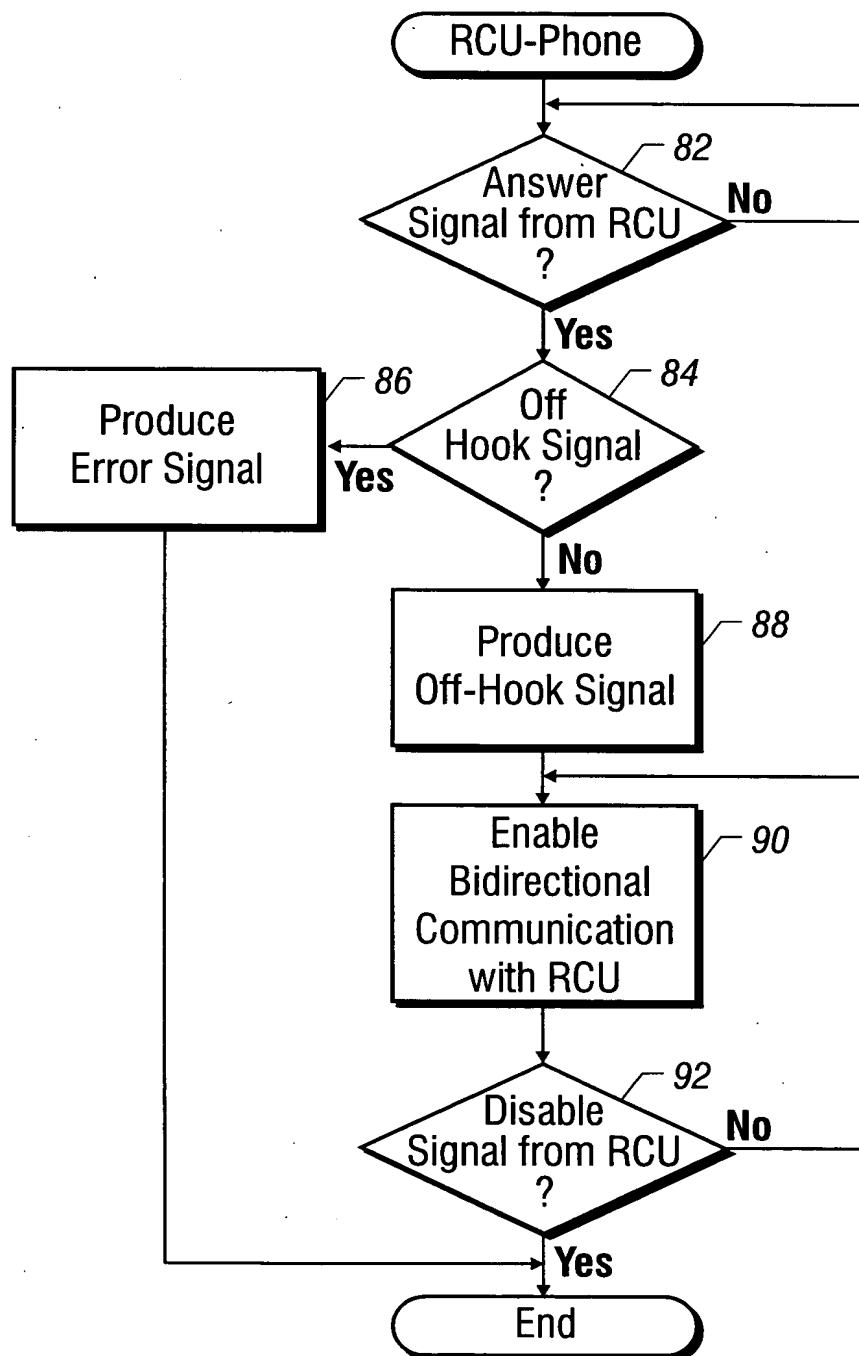 RCU-Phone
82
Answer
Signal from RCU
?
No
Yes
84
Off
Hook Signal
?
Yes
86
Produce
Error Signal
No
88
Produce
Off-Hook Signal
90
Enable
Bidirectional
Communication
with RCU
92
Disable
Signal from RCU
?
No
Yes
End